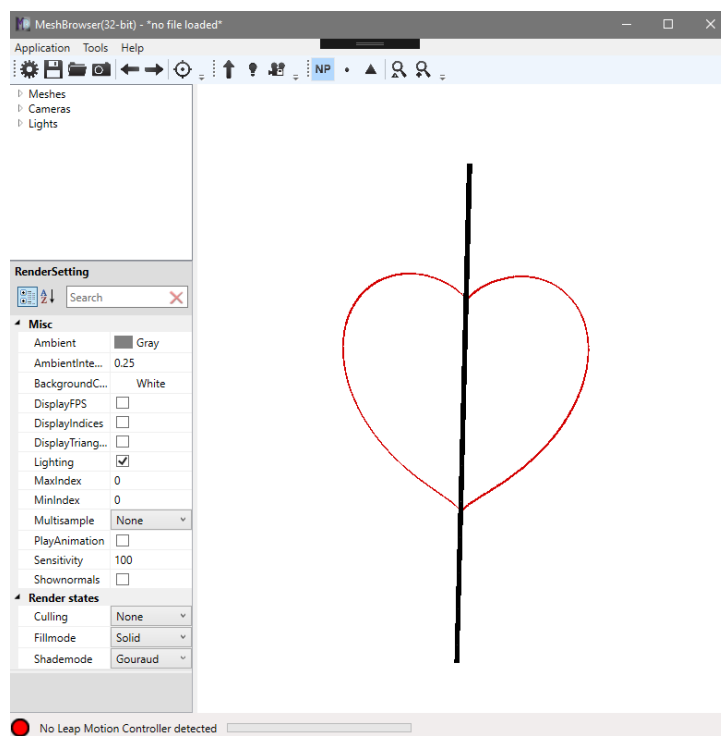 MeshBrowser(32-bit) - *no file loaded*
Application Tools Help
NP
Meshes
Cameras
Lights
RenderSetting
A
Z
Search
Misc
Ambient Gray
AmbientInte... 0.25
BackgroundC... White
DisplayFPS
DisplayIndices
DisplayTriang...
Lighting
MaxIndex 0
MinIndex 0
Multisample None
PlayAnimation
Sensitivity 100
Shownormals
Render states
Culling None
Fillmode Solid
Shademode Gouraud
No Leap Motion Controller detected